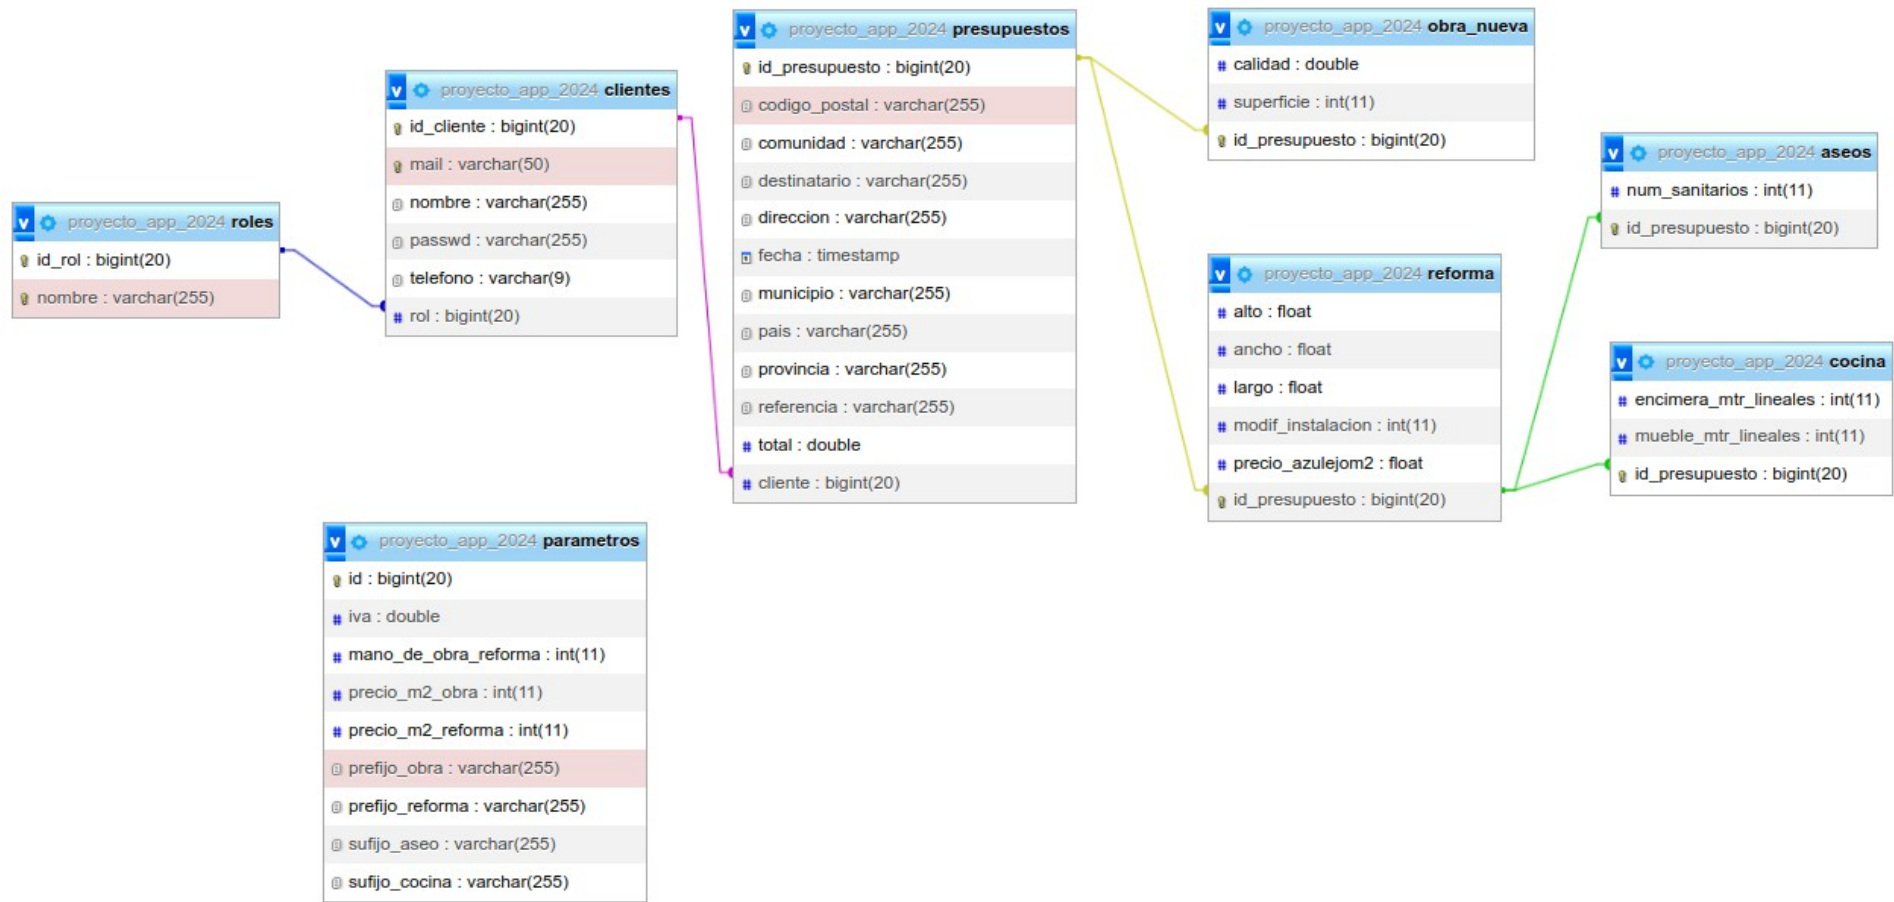 proyecto_app_2024 roles
id_rol : bigint(20)
nombre : varchar(255)
proyecto_app_2024 clientes
id_cliente : bigint(20)
mail : varchar(50)
nombre : varchar(255)
passwd : varchar(255)
telefono : varchar(9)
rol : bigint(20)
proyecto_app_2024 parametros
id : bigint(20)
iva : double
mano_de_obra_reforma : int(11)
precio_m2_obra : int(11)
precio_m2_reforma : int(11)
prefijo_obra : varchar(255)
prefijo_reforma : varchar(255)
sufijo_aseo : varchar(255)
sufijo_cocina : varchar(255)
proyecto_app_2024 presupuestos
id_presupuesto : bigint(20)
codigo_postal : varchar(255)
comunidad : varchar(255)
destinatario : varchar(255)
direccion : varchar(255)
fecha : timestamp
municipio : varchar(255)
pais : varchar(255)
provincia : varchar(255)
referencia : varchar(255)
total : double
cliente : bigint(20)
proyecto_app_2024 obra_nueva
calidad : double
superficie : int(11)
id_presupuesto : bigint(20)
proyecto_app_2024 reforma
alto : float
ancho : float
largo : float
modif_instalacion : int(11)
precio_azulejom2 : float
id_presupuesto : bigint(20)
proyecto_app_2024 aseos
num_sanitarios : int(11)
id_presupuesto : bigint(20)
proyecto_app_2024 cocina
encimera_mtr_lineales : int(11)
mueble_mtr_lineales : int(11)
id_presupuesto : bigint(20)